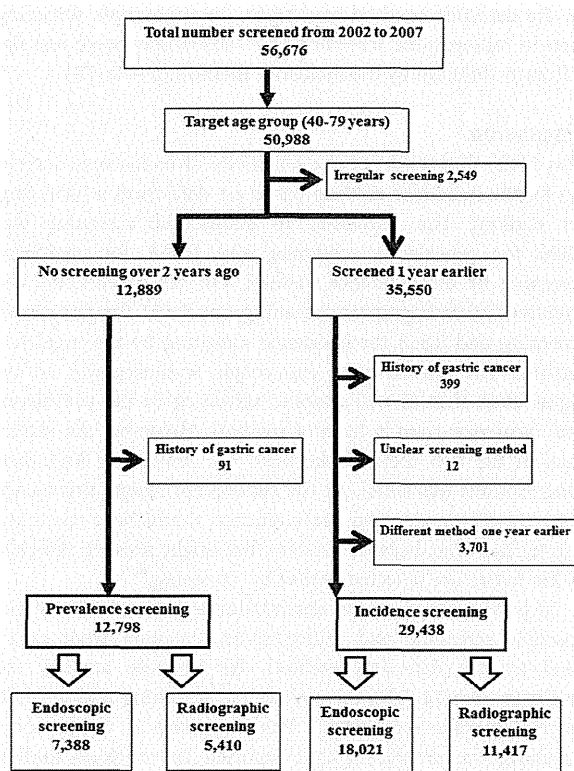 Total number screened from 2002 to 2007
56,676
Target age group (40-79 years)
50,988
Irregular screening 2,549
No screening over 2 years ago
12,889
Screened 1 year earlier
35,550
History of gastric cancer
399
History of gastric cancer
91
Unclear screening method
12
Different method one year earlier
3,701
Prevalence screening
12,798
Incidence screening
29,438
Endoscopic
screening
7,388
Radiographic
screening
5,410
Endoscopic
screening
18,021
Radiographic
screening
11,417